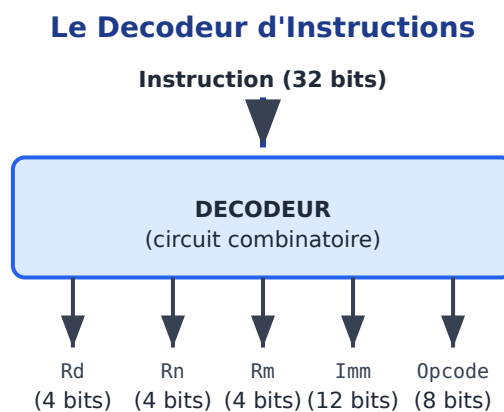 Le Decodeur d'Instructions
Instruction (32 bits)
DECODEUR
(circuit combinatoire)
Rd Rn Rm Imm Opcode
(4 bits) (4 bits) (4 bits) (12 bits) (8 bits)